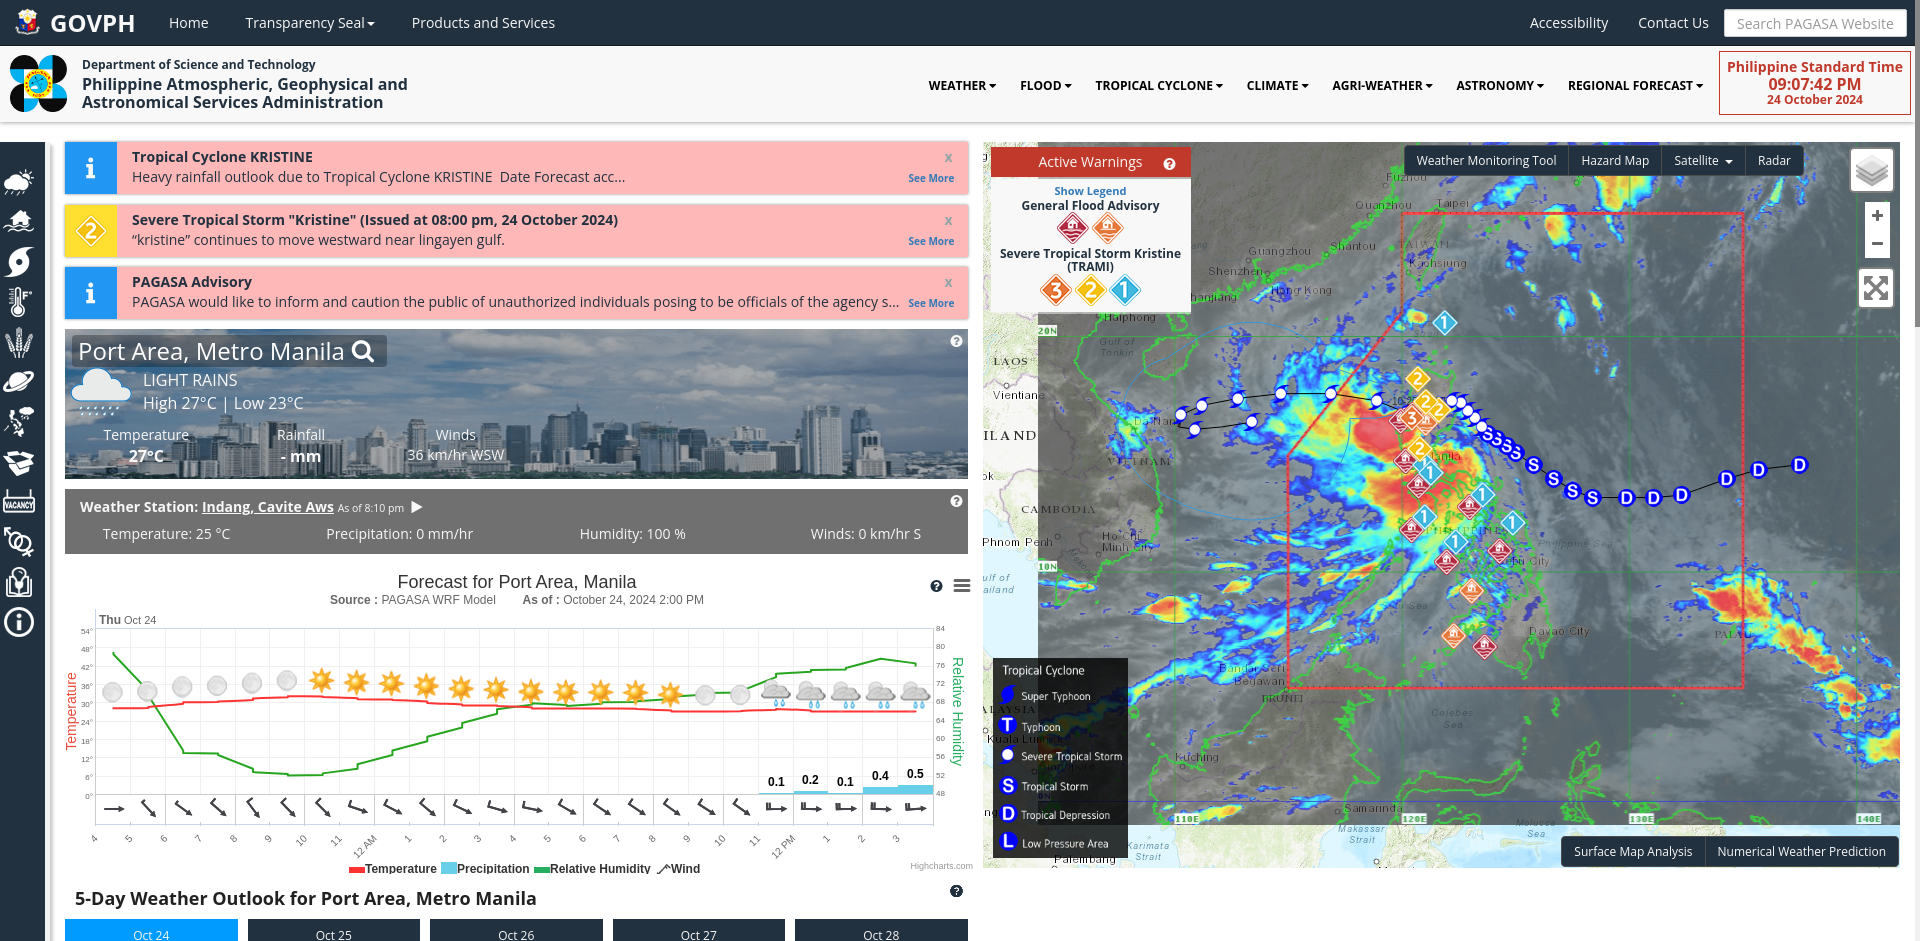 GOVPH
Home
Transparency Seal
Products and Services
Accessibility
Contact Us
Search PAGASA Website
Department of Science and Technology
Philippine Atmospheric, Geophysical and
Astronomical Services Administration
WEATHER
FLOOD
TROPICAL CYCLONE
CLIMATE
AGRI-WEATHER
ASTRONOMY
REGIONAL FORECAST
Philippine Standard Time
09:07:42 PM
24 October 2024
Tropical Cyclone KRISTINE
x
Heavy rainfall outlook due to Tropical Cyclone KRISTINE Date Forecast acc...
See More
2
Severe Tropical Storm "Kristine" (Issued at 08:00 pm, 24 October 2024)
x
“kristine” continues to move westward near lingayen gulf.
See More
PAGASA Advisory
x
PAGASA would like to inform and caution the public of unauthorized individuals posing to be officials of the agency s...
See More
VACANCY
Port Area, Metro Manila
LIGHT RAINS
High 27°C | Low 23°C
Temperature
27°C
Rainfall
- mm
Winds
36 km/hr WSW
Weather Station: Indang, Cavite Aws As of 8:10 pm
Temperature: 25 °C
Precipitation: 0 mm/hr
Humidity: 100 %
Winds: 0 km/hr S
Forecast for Port Area, Manila
Source : PAGASA WRF Model As of : October 24, 2024 2:00 PM
Thu Oct 24
Temperature
54°
48°
42°
36°
30°
24°
18°
12°
6°
0°
84
80
76
72
68
64
60
56
52
48
Relative Humidity
0.1
0.2
0.1
0.4
0.5
4
5
6
7
8
9
10
11
12 AM
1
2
3
4
5
6
7
8
9
10
11
12 PM
1
2
3
Temperature
Precipitation
Relative Humidity
Wind
Highcharts.com
5-Day Weather Outlook for Port Area, Metro Manila
Oct 24
Oct 25
Oct 26
Oct 27
Oct 28
Active Warnings
Show Legend
General Flood Advisory
Severe Tropical Storm Kristine
(TRAMI)
3
2
1
Weather Monitoring Tool
Hazard Map
Satellite
Radar
+
−
Fuzhou
Quanzhou
Taipei
TAIWAN
Guangzhou
Shantou
Kaohsiung
Shenzhen
Hong Kong
Zhanjiang
Haiphong
20N
Gulf of
Tonkin
LAOS
Vientiane
Da Nang
VIETNAM
CAMBODIA
Phnom Penh
Ho Chi
Minh City
10N
Manila
PHILIPPINES
Philippine Sea
Cebu City
Davao City
PALAU
Bandar Seri
Begawan
BRUNEI
Celebes
Sea
Kuching
Samarinda
110E
120E
130E
140E
Karimata
Strait
Makassar
Strait
Molucca
Sea
Palembang
Tropical Cyclone
Super Typhoon
T Typhoon
Severe Tropical Storm
S Tropical Storm
D Tropical Depression
L Low Pressure Area
Surface Map Analysis
Numerical Weather Prediction